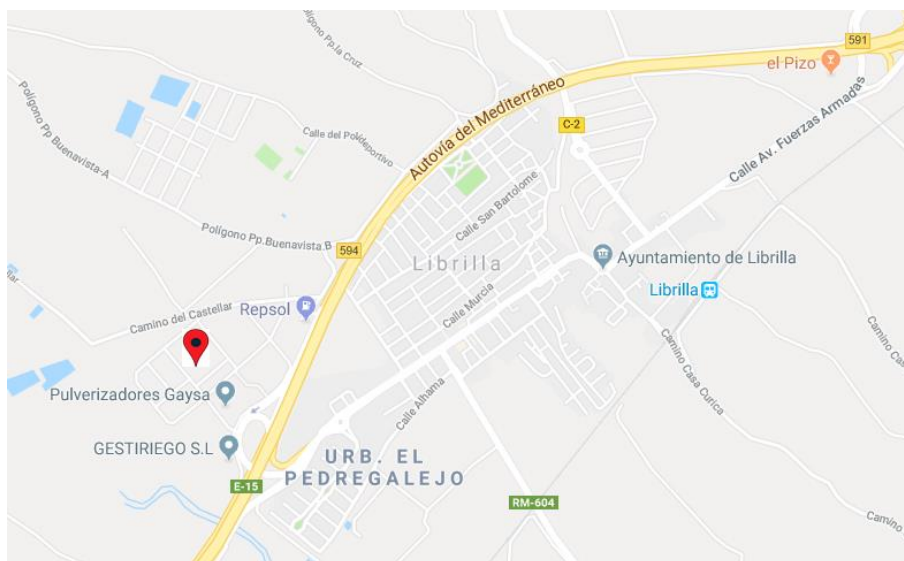 591
el Pizo
Polígono Pp.la Cruz
Autovía del Mediterráneo
Polígono Pp Buenavista-A
C-2
Calle Av. Fuerzas Armadas
Calle del Polideportivo
Calle San Bartolome
Polígono Pp.Buenavista.B
594
Librilla
Ayuntamiento de Librilla
Librilla
Repsol
Camino del Castellar
Calle Murcia
Camino Casa Curica
Camino Cas
Pulverizadores Gaysa
Calle Alhama
GESTIRIEGO S.L
URB. EL
PEDREGALEJO
E-15
RM-604
Camino